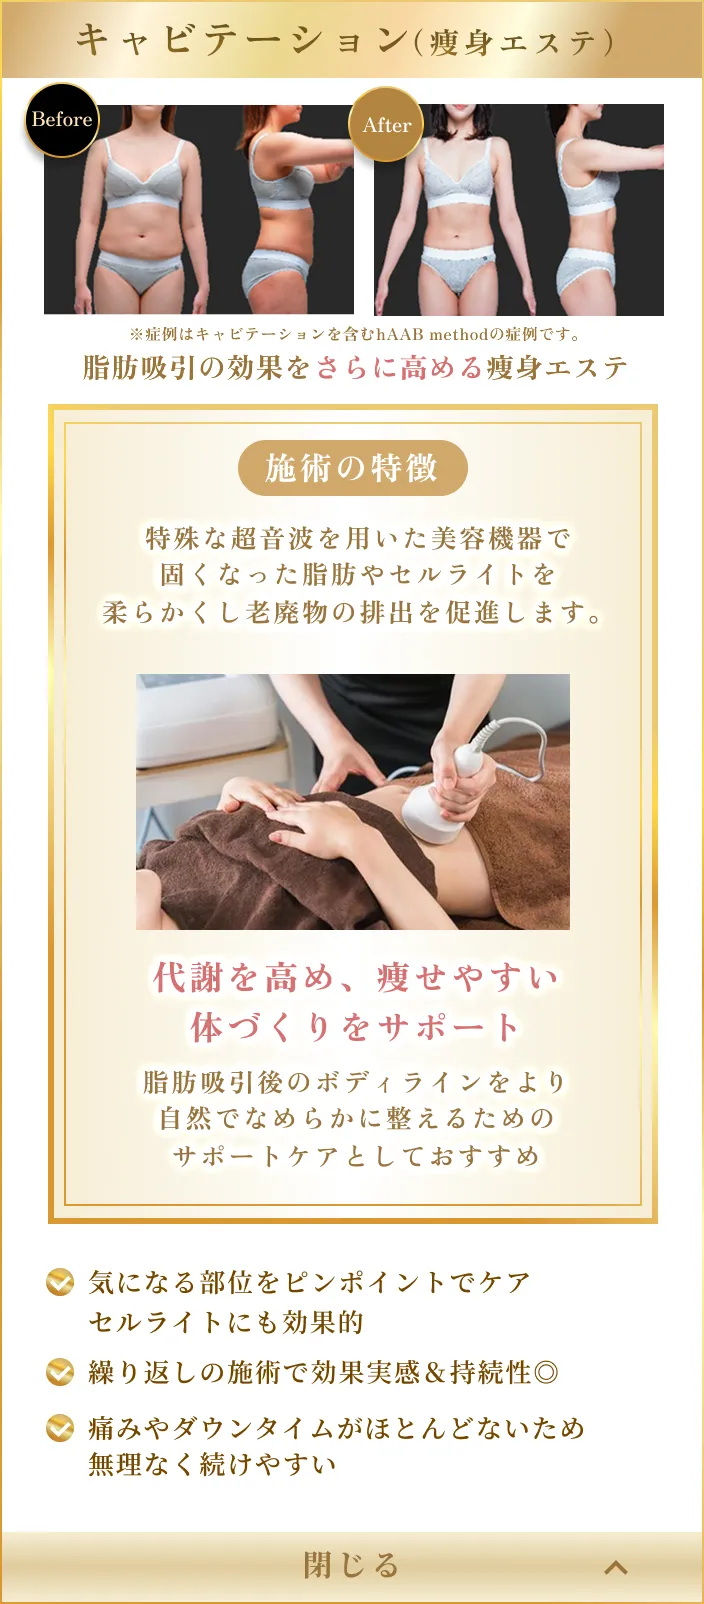 キャビテーション(痩身エステ)
Before
After
※症例はキャビテーションを含むhAAB methodの症例です。
脂肪吸引の効果をさらに高める痩身エステ
施術の特徴
特殊な超音波を用いた美容機器で
固くなった脂肪やセルライトを
柔らかくし老廃物の排出を促進します。
代謝を高め、痩せやすい
体づくりをサポート
脂肪吸引後のボディラインをより
自然でなめらかに整えるための
サポートケアとしておすすめ
気になる部位をピンポイントでケア
セルライトにも効果的
繰り返しの施術で効果実感＆持続性◎
痛みやダウンタイムがほとんどないため
無理なく続けやすい
閉じる